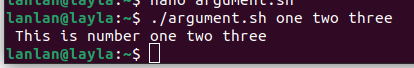 lanlan@layla:~$ nano argument.sh
lanlan@layla:~$ ./argument.sh one two three
 This is number one two three
lanlan@layla:~$